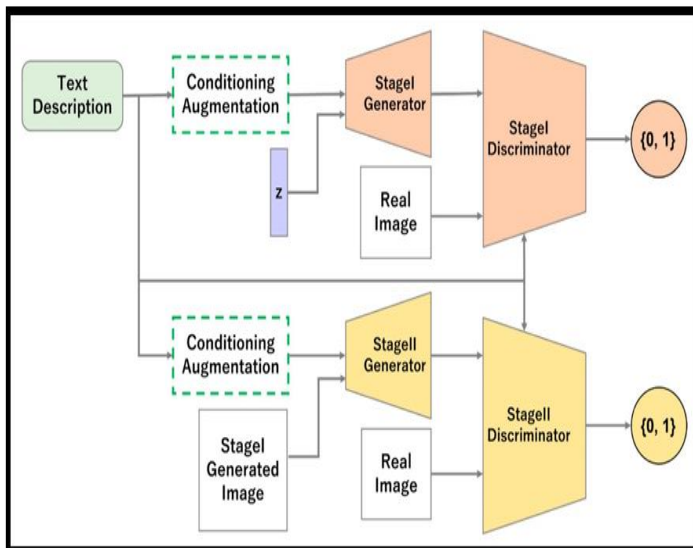 Text
Description
Conditioning
Augmentation
StageI
Generator
StageI
Discriminator
{0, 1}
z
Real
Image
Conditioning
Augmentation
StageII
Generator
StageII
Discriminator
{0, 1}
StageI
Generated
Image
Real
Image